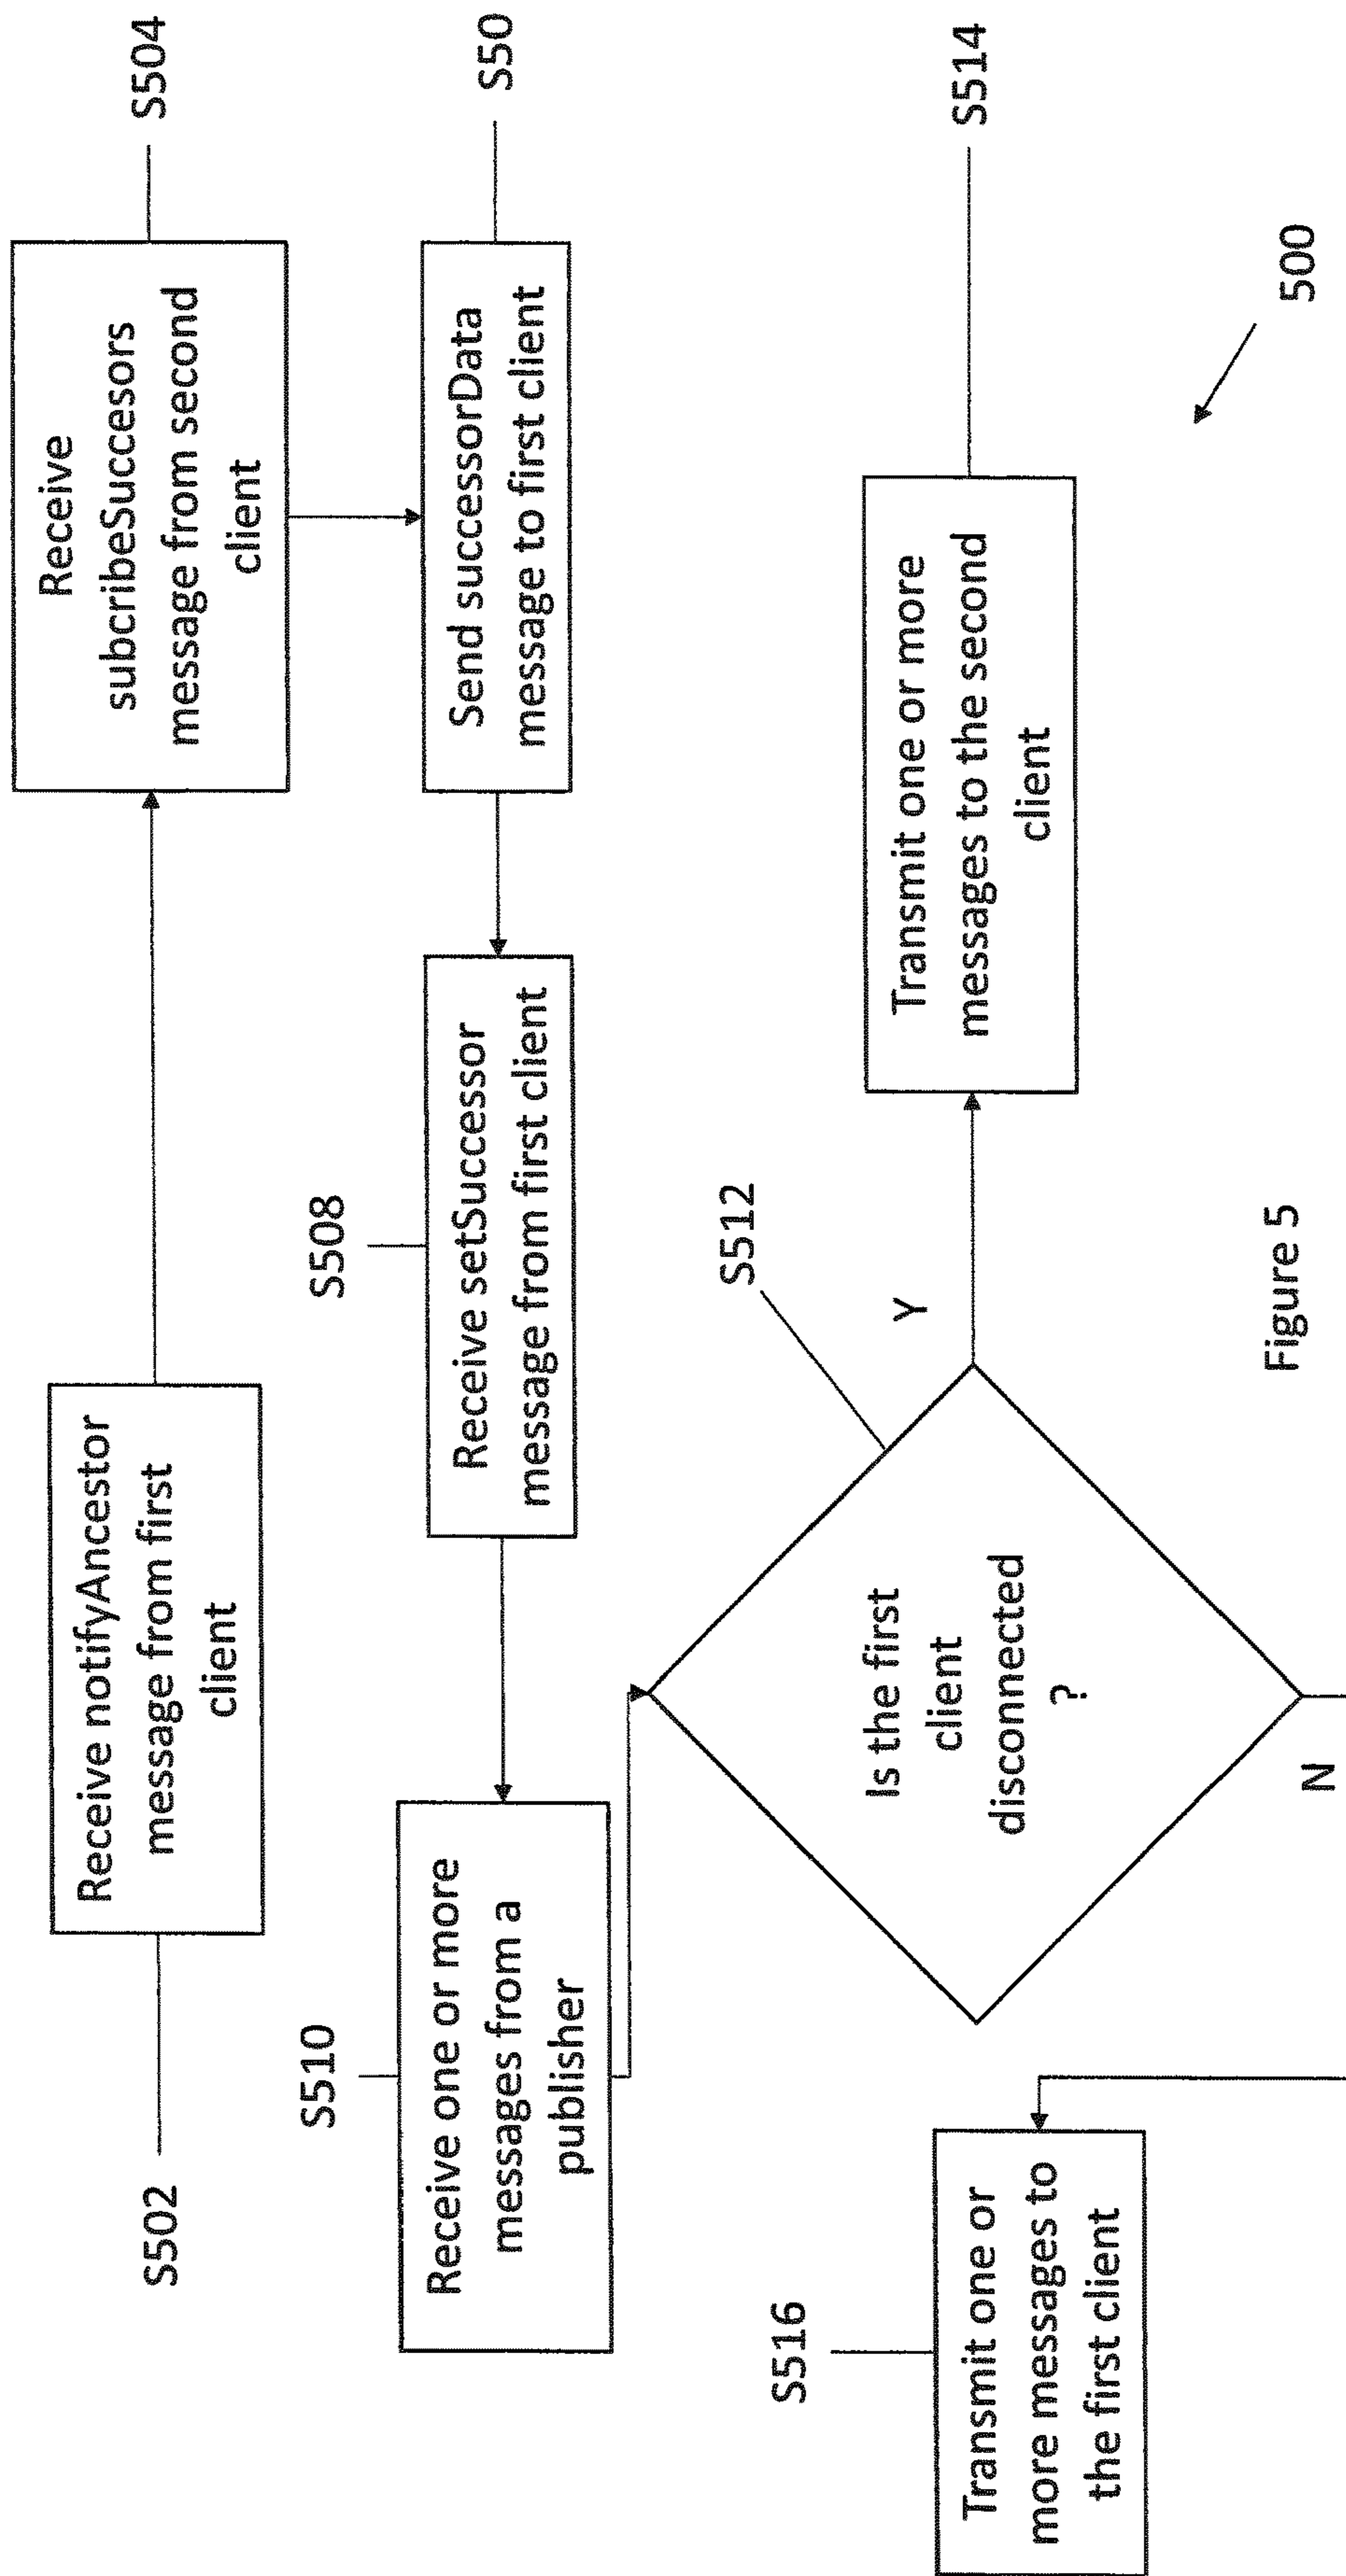 S502
Receive notifyAncestor
message from first
client
Receive
subcribeSuccesors
message from second
client
S504
Send successorData
message to first client
S50
S508
Receive setSuccessor
message from first client
S510
Receive one or more
messages from a
publisher
S512
Is the first
client
disconnected
?
Y
N
Transmit one or more
messages to the second
client
S514
S516
Transmit one or
more messages to
the first client
500
Figure 5